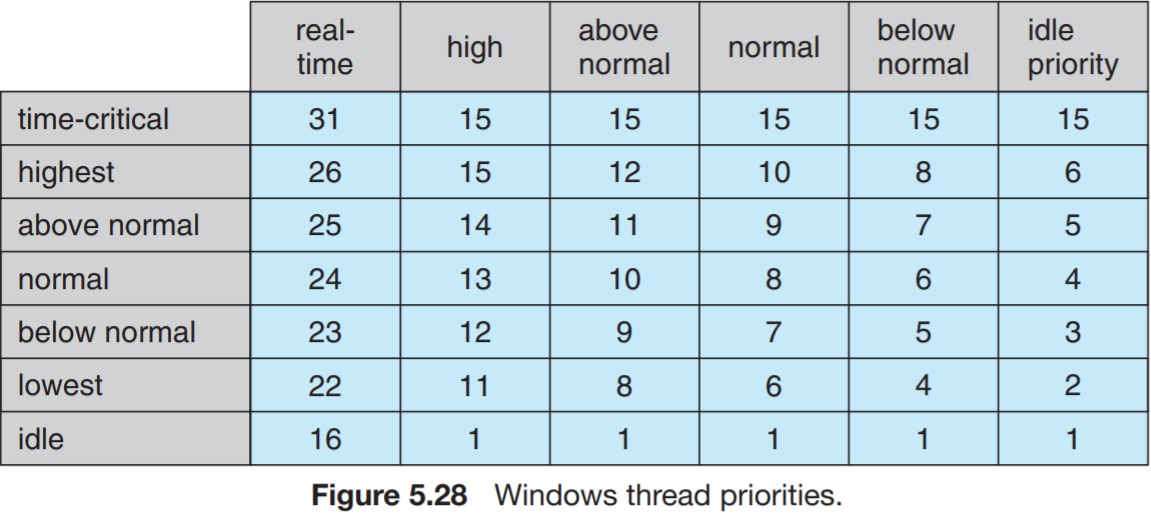 real-time high above normal normal below normal idle priority
time-critical 31 15 15 15 15 15
highest 26 15 12 10 8 6
above normal 25 14 11 9 7 5
normal 24 13 10 8 6 4
below normal 23 12 9 7 5 3
lowest 22 11 8 6 4 2
idle 16 1 1 1 1 1
Figure 5.28 Windows thread priorities.